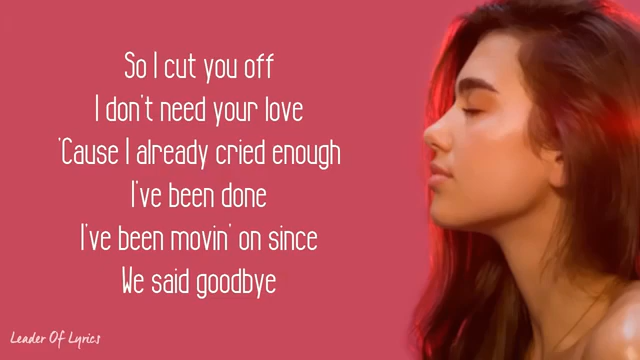 So I cut you off
I don't need your love
'Cause I already cried enough
I've been done
I've been movin' on since
We said goodbye
Leader Of Lyrics